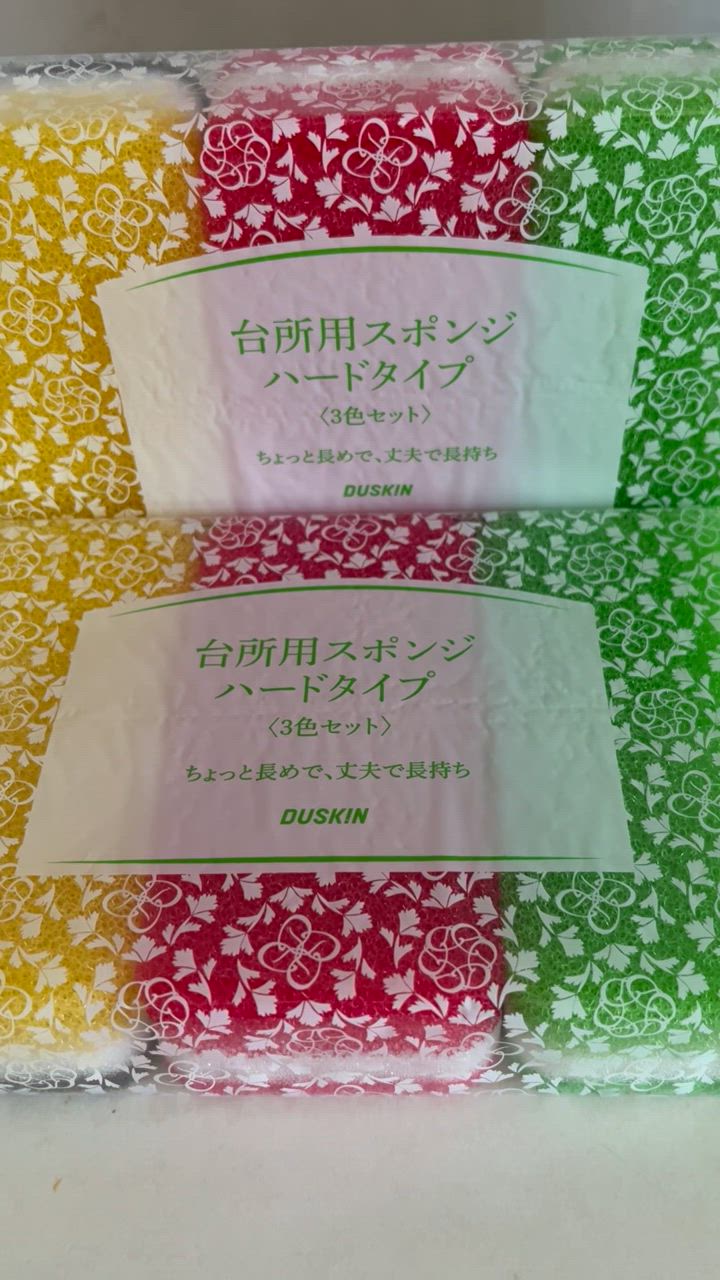 台所用スポンジ
ハードタイプ
〈3色セット〉
ちょっと長めで、丈夫で長持ち
DUSKIN
台所用スポンジ
ハードタイプ
〈3色セット〉
ちょっと長めで、丈夫で長持ち
DUSKIN